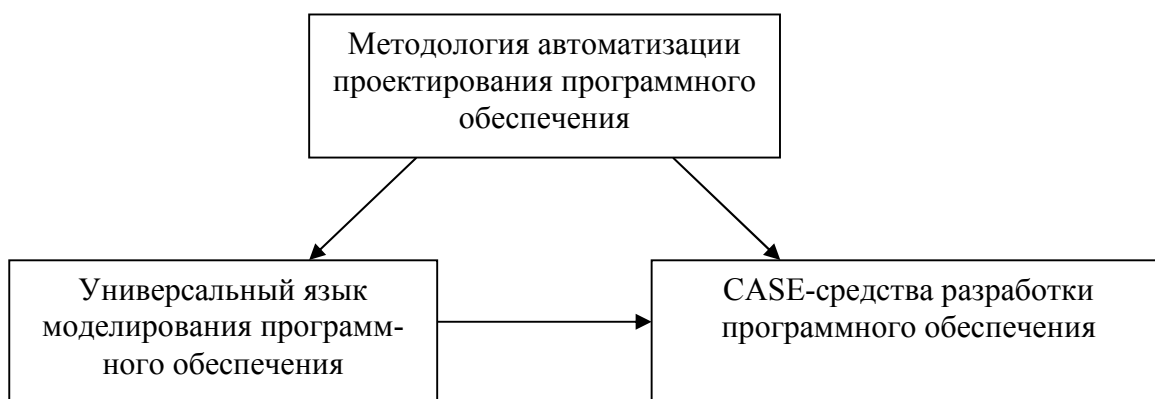 Методология автоматизации
проектирования программного
обеспечения
Универсальный язык
моделирования программ-
ного обеспечения
CASE-средства разработки
программного обеспечения